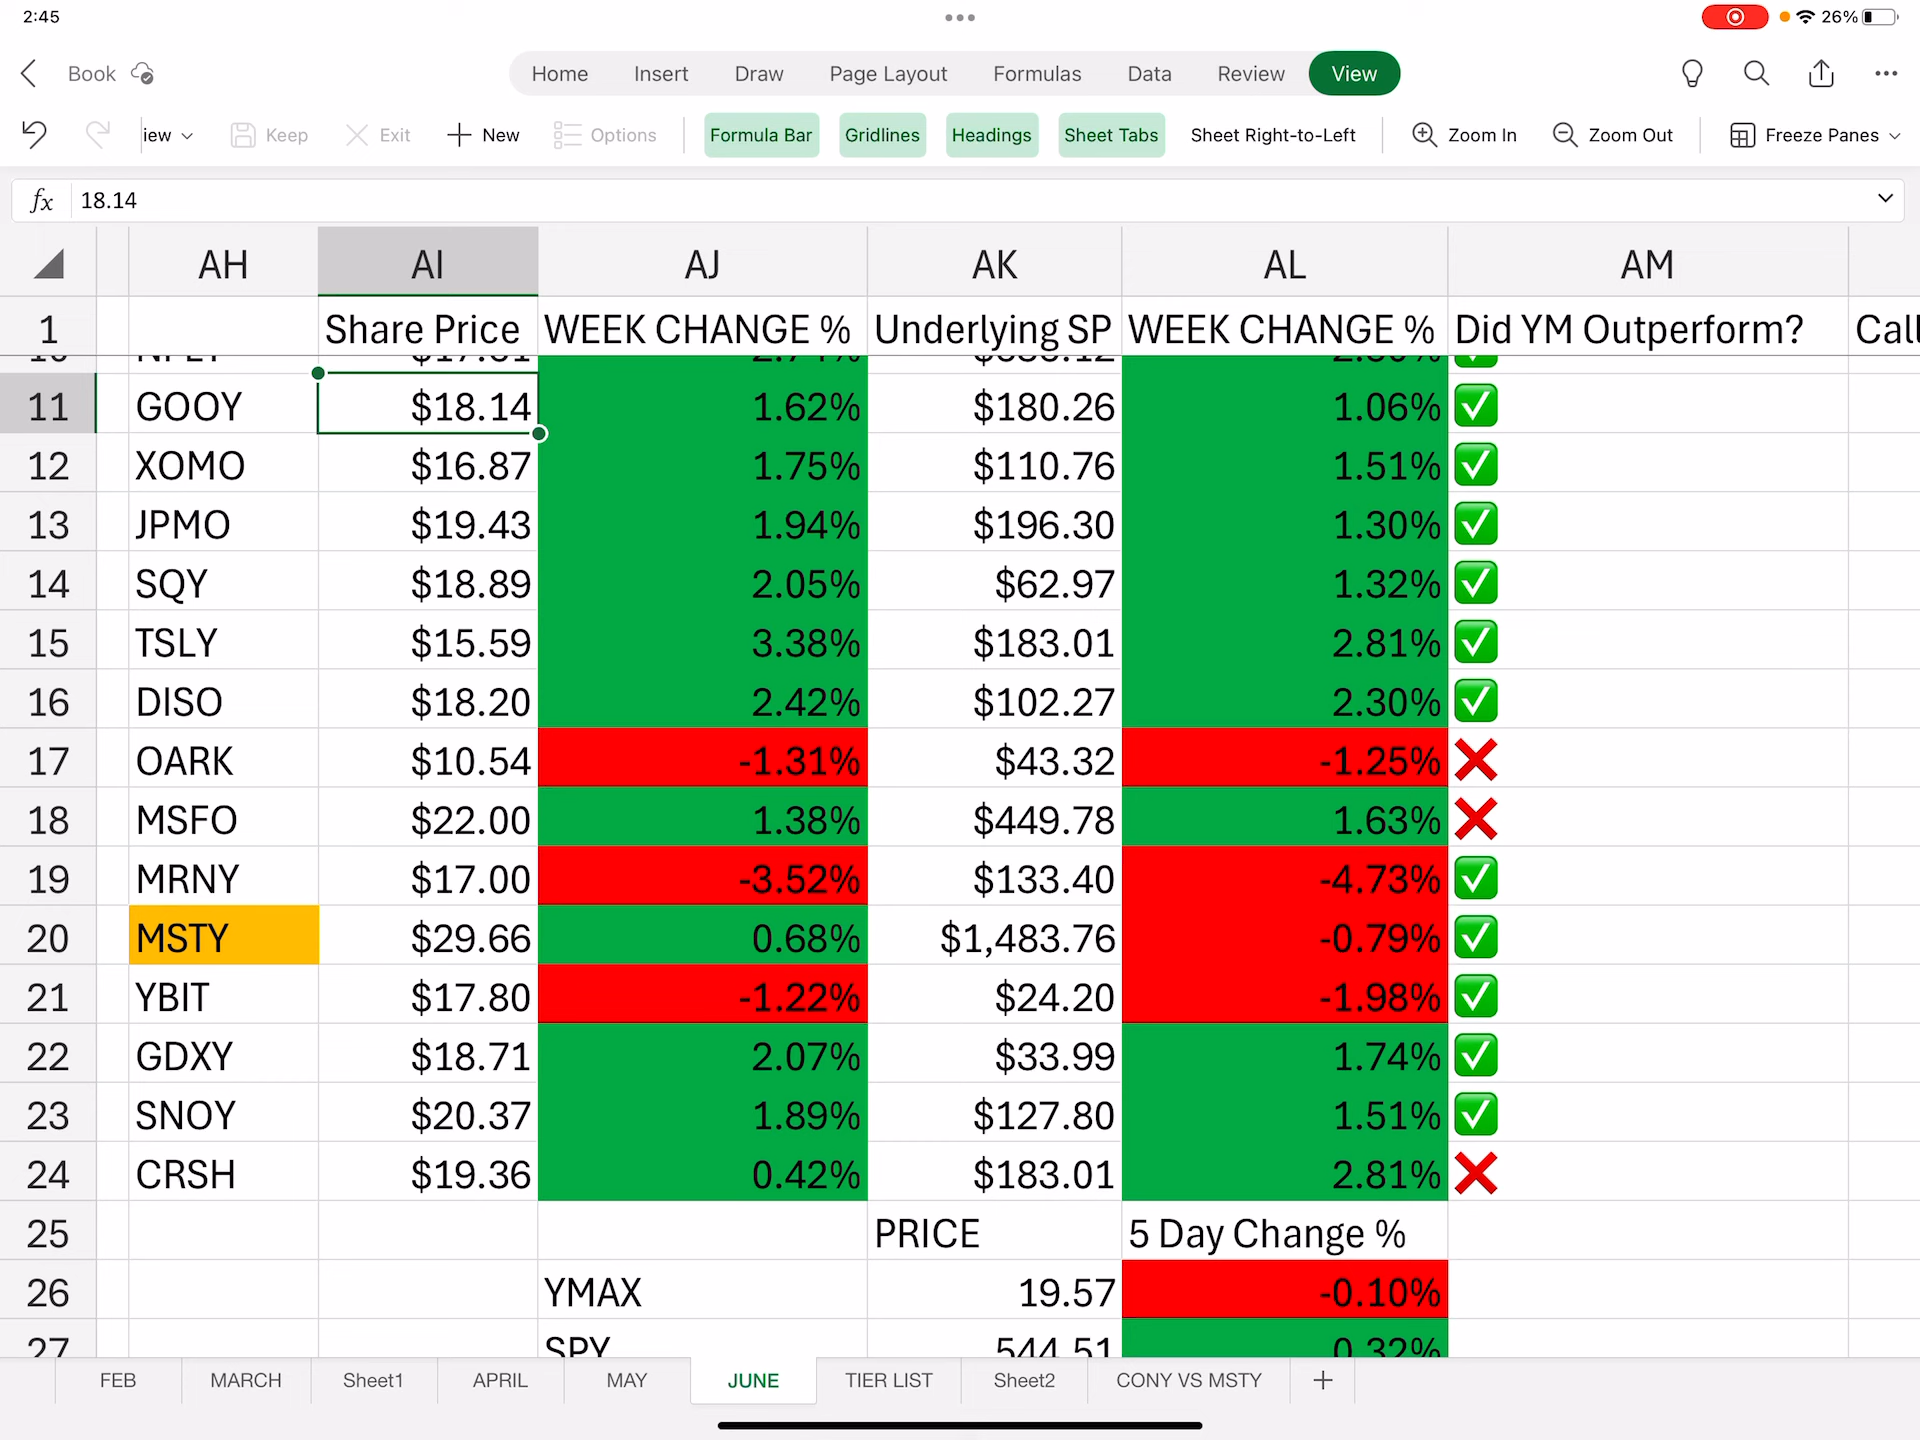 2:45
26%
Book
Home Insert Draw Page Layout Formulas Data Review View
iew Keep Exit New Options Formula Bar Gridlines Headings Sheet Tabs Sheet Right-to-Left Zoom In Zoom Out Freeze Panes
fx 18.14
AH AI AJ AK AL AM
1 Share Price WEEK CHANGE % Underlying SP WEEK CHANGE % Did YM Outperform? Call
11 GOOY $18.14 1.62% $180.26 1.06% ✅
12 XOMO $16.87 1.75% $110.76 1.51% ✅
13 JPMO $19.43 1.94% $196.30 1.30% ✅
14 SQY $18.89 2.05% $62.97 1.32% ✅
15 TSLY $15.59 3.38% $183.01 2.81% ✅
16 DISO $18.20 2.42% $102.27 2.30% ✅
17 OARK $10.54 -1.31% $43.32 -1.25% ❌
18 MSFO $22.00 1.38% $449.78 1.63% ❌
19 MRNY $17.00 -3.52% $133.40 -4.73% ✅
20 MSTY $29.66 0.68% $1,483.76 -0.79% ✅
21 YBIT $17.80 -1.22% $24.20 -1.98% ✅
22 GDXY $18.71 2.07% $33.99 1.74% ✅
23 SNOY $20.37 1.89% $127.80 1.51% ✅
24 CRSH $19.36 0.42% $183.01 2.81% ❌
25 PRICE 5 Day Change %
26 YMAX 19.57 -0.10%
27 SPY 544.51 0.32%
FEB MARCH Sheet1 APRIL MAY JUNE TIER LIST Sheet2 CONY VS MSTY